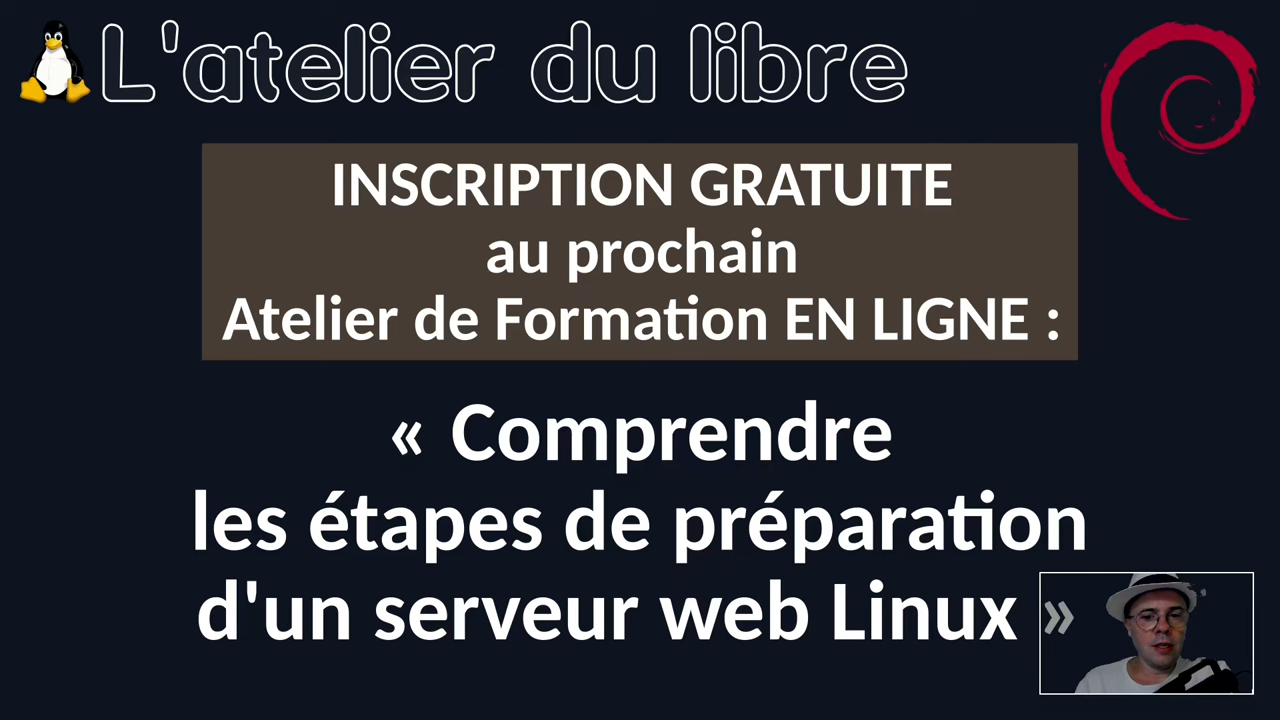 L'atelier du libre
INSCRIPTION GRATUITE
au prochain
Atelier de Formation EN LIGNE :
« Comprendre
les étapes de préparation
d'un serveur web Linux »